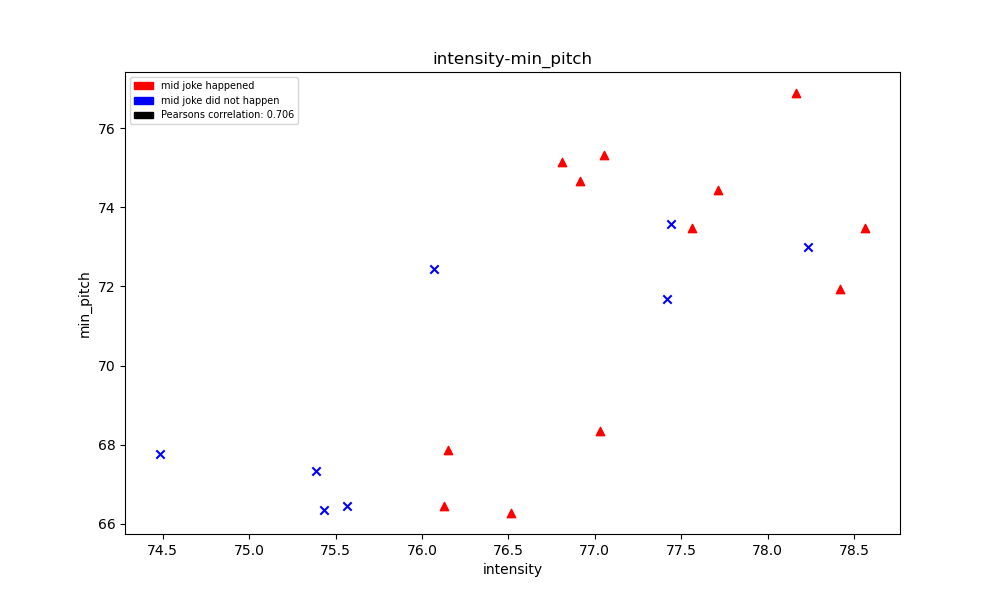 intensity-min_pitch
mid joke happened
mid joke did not happen
Pearsons correlation: 0.706
76
74
72
70
68
66
min_pitch
74.5 75.0 75.5 76.0 76.5 77.0 77.5 78.0 78.5
intensity